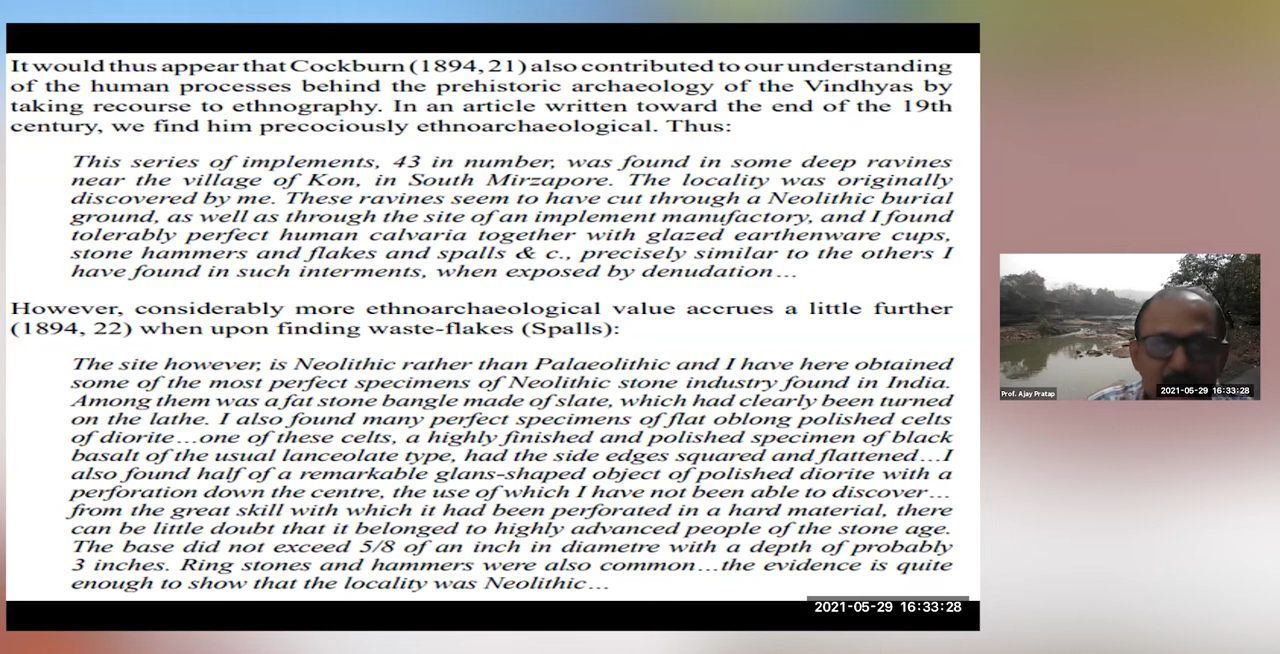 It would thus appear that Cockburn (1894, 21) also contributed to our understanding
of the human processes behind the prehistoric archaeology of the Vindhyas by
taking recourse to ethnography. In an article written toward the end of the 19th
century, we find him precociously ethnoarchaeological. Thus:
This series of implements, 43 in number, was found in some deep ravines
near the village of Kon, in South Mirzapore. The locality was originally
discovered by me. These ravines seem to have cut through a Neolithic burial
ground, as well as through the site of an implement manufactory, and I found
tolerably perfect human calvaria together with glazed earthenware cups,
stone hammers and flakes and spalls & c., precisely similar to the others I
have found in such interments, when exposed by denudation...
However, considerably more ethnoarchaeological value accrues a little further
(1894, 22) when upon finding waste-flakes (Spalls):
The site however, is Neolithic rather than Palaeolithic and I have here obtained
some of the most perfect specimens of Neolithic stone industry found in India.
Among them was a fat stone bangle made of slate, which had clearly been turned
on the lathe. I also found many perfect specimens of flat oblong polished celts
of diorite...one of these celts, a highly finished and polished specimen of black
basalt of the usual lanceolate type, had the side edges squared and flattened...I
also found half of a remarkable glans-shaped object of polished diorite with a
perforation down the centre, the use of which I have not been able to discover...
from the great skill with which it had been perforated in a hard material, there
can be little doubt that it belonged to highly advanced people of the stone age.
The base did not exceed 5/8 of an inch in diametre with a depth of probably
3 inches. Ring stones and hammers were also common...the evidence is quite
enough to show that the locality was Neolithic...
2021-05-29 16:33:28
Prof. Ajay Pratap
2021-05-29 16:33:28